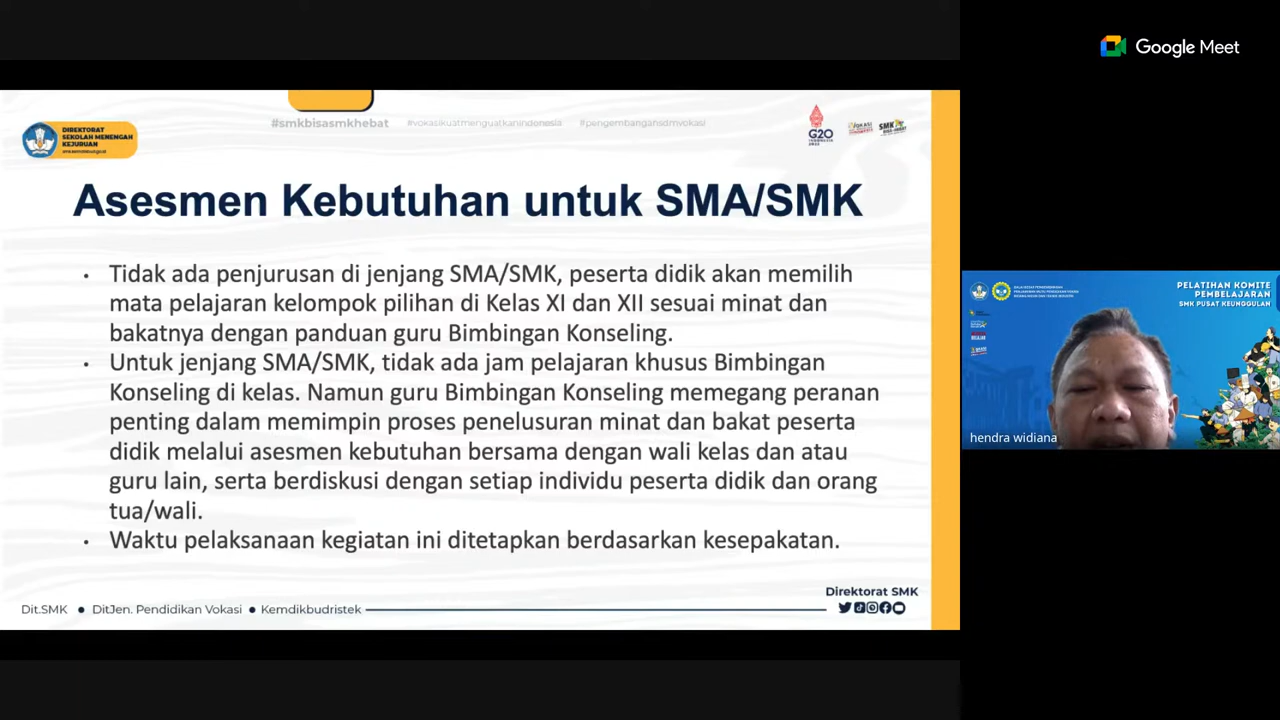 Google Meet
#smkbisasmkhebat #vokasikuatmenguatkanindonesia #pengembangansdmvokasi
DIREKTORAT
SEKOLAH MENENGAH
KEJURUAN
G20
INDONESIA
2022
Asesmen Kebutuhan untuk SMA/SMK
• Tidak ada penjurusan di jenjang SMA/SMK, peserta didik akan memilih
mata pelajaran kelompok pilihan di Kelas XI dan XII sesuai minat dan
bakatnya dengan panduan guru Bimbingan Konseling.
• Untuk jenjang SMA/SMK, tidak ada jam pelajaran khusus Bimbingan
Konseling di kelas. Namun guru Bimbingan Konseling memegang peranan
penting dalam memimpin proses penelusuran minat dan bakat peserta
didik melalui asesmen kebutuhan bersama dengan wali kelas dan atau
guru lain, serta berdiskusi dengan setiap individu peserta didik dan orang
tua/wali.
• Waktu pelaksanaan kegiatan ini ditetapkan berdasarkan kesepakatan.
Direktorat SMK
Dit.SMK • DitJen. Pendidikan Vokasi • Kemdikbudristek
PELATIHAN KOMITE
PEMBELAJARAN
SMK PUSAT KEUNGGULAN
hendra widiana